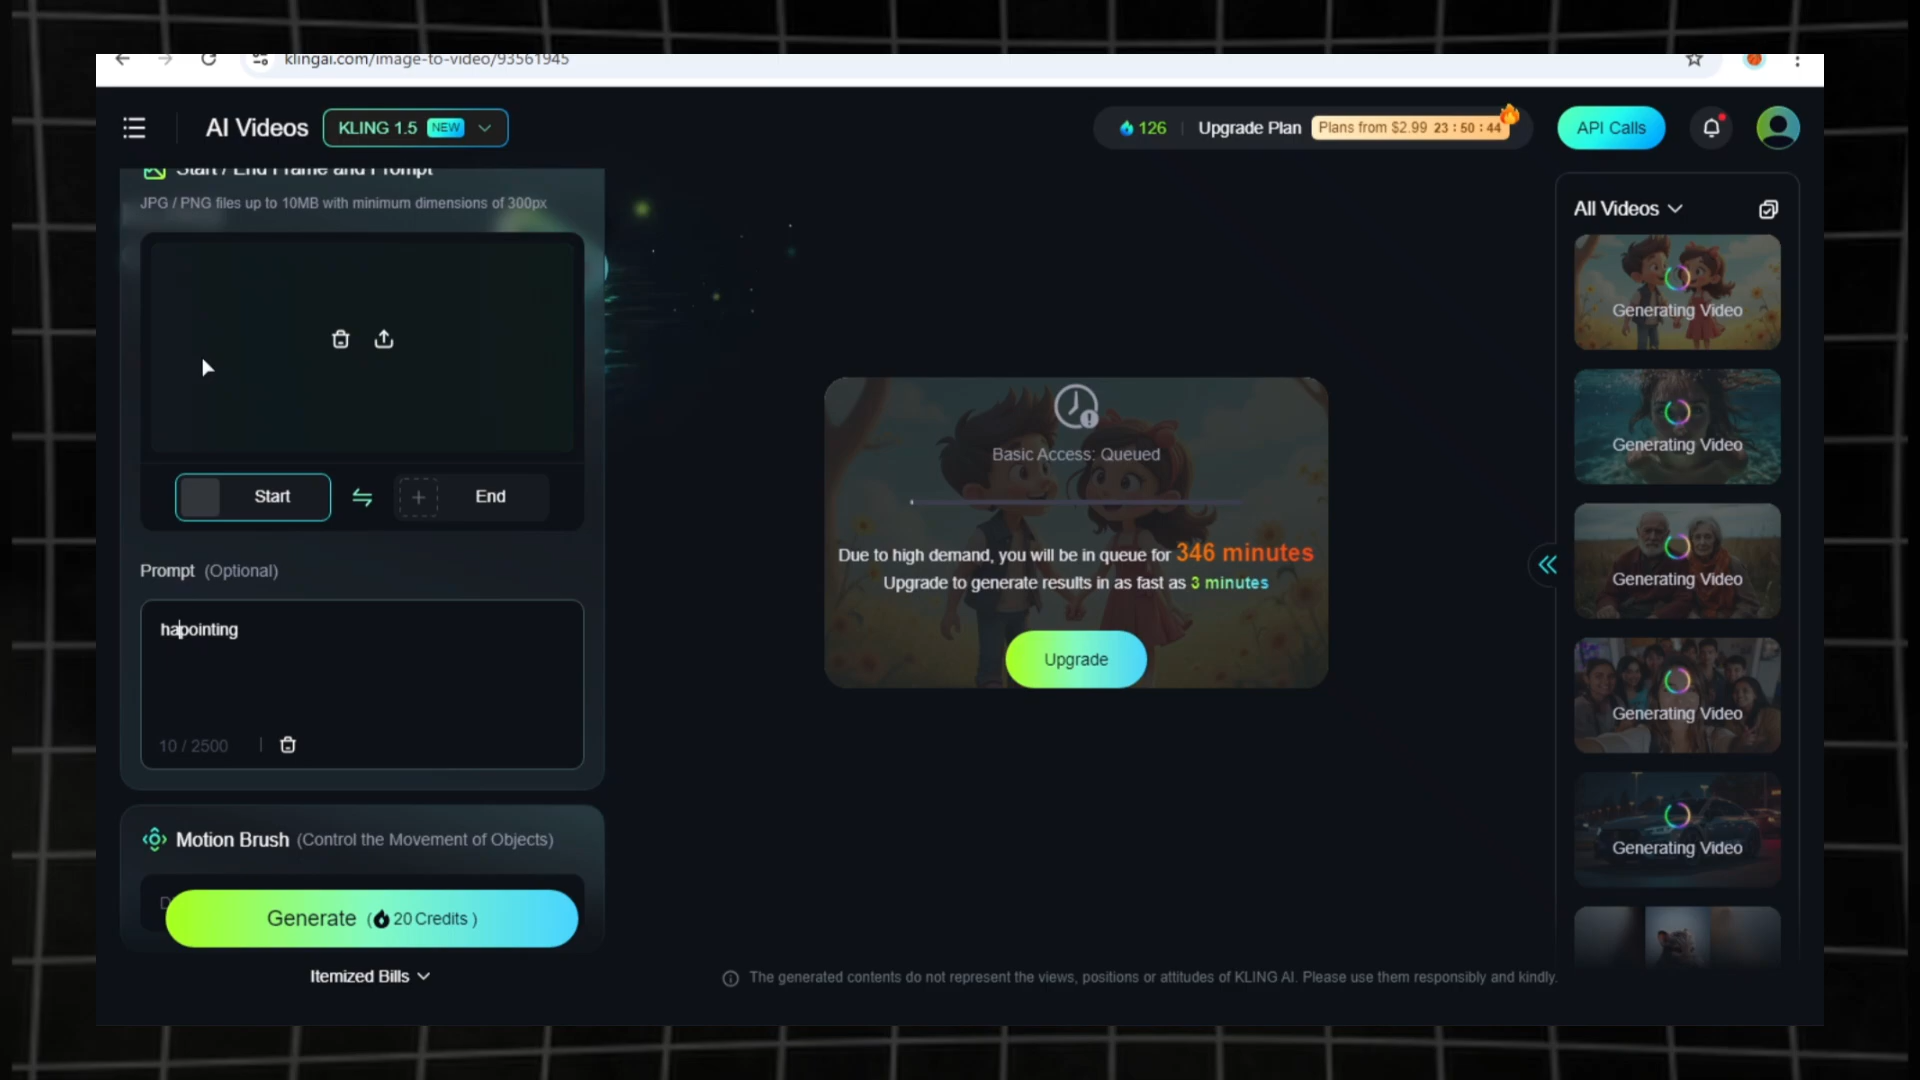 klingai.com/image-to-video/93561945
AI Videos
KLING 1.5 NEW
126
Upgrade Plan
Plans from $2.99 23 : 50 : 44
API Calls
Start / End Frame and Prompt
JPG / PNG files up to 10MB with minimum dimensions of 300px
Start
End
Prompt (Optional)
hapointing
10 / 2500
Motion Brush (Control the Movement of Objects)
Generate ( 20 Credits )
Itemized Bills
Basic Access: Queued
Due to high demand, you will be in queue for 346 minutes
Upgrade to generate results in as fast as 3 minutes
Upgrade
The generated contents do not represent the views, positions or attitudes of KLING AI. Please use them responsibly and kindly.
All Videos
Generating Video
Generating Video
Generating Video
Generating Video
Generating Video